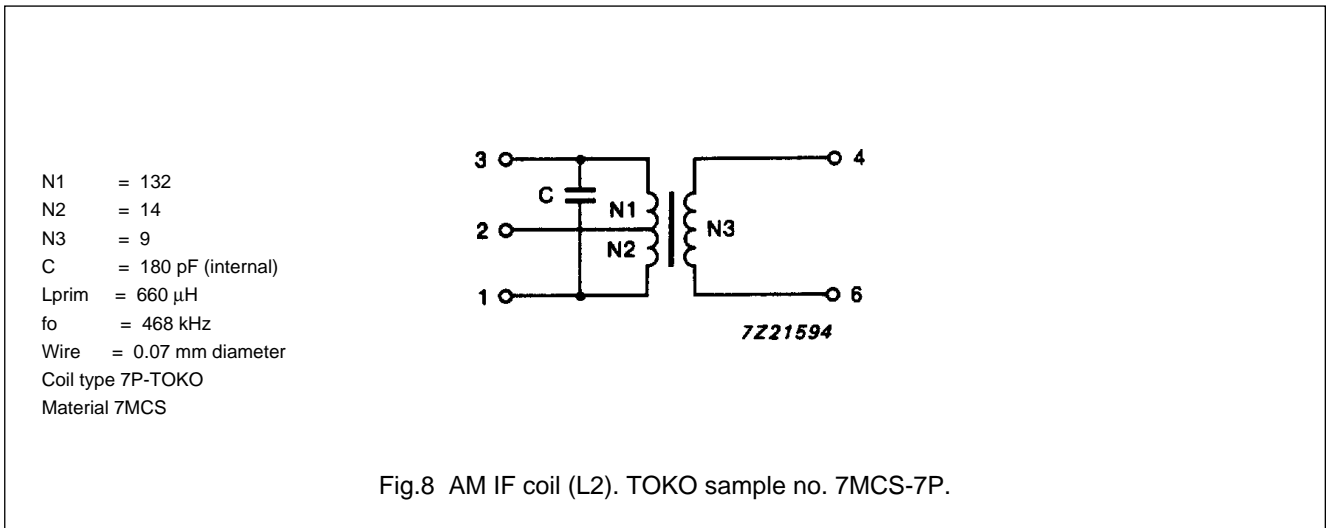 N1 = 132
N2 = 14
N3 = 9
C = 180 pF (internal)
Lprim = 660 μH
fo = 468 kHz
Wire = 0.07 mm diameter
Coil type 7P-TOKO
Material 7MCS
3
4
C
N1
2
N3
N2
1
6
7Z21594
Fig.8 AM IF coil (L2). TOKO sample no. 7MCS-7P.